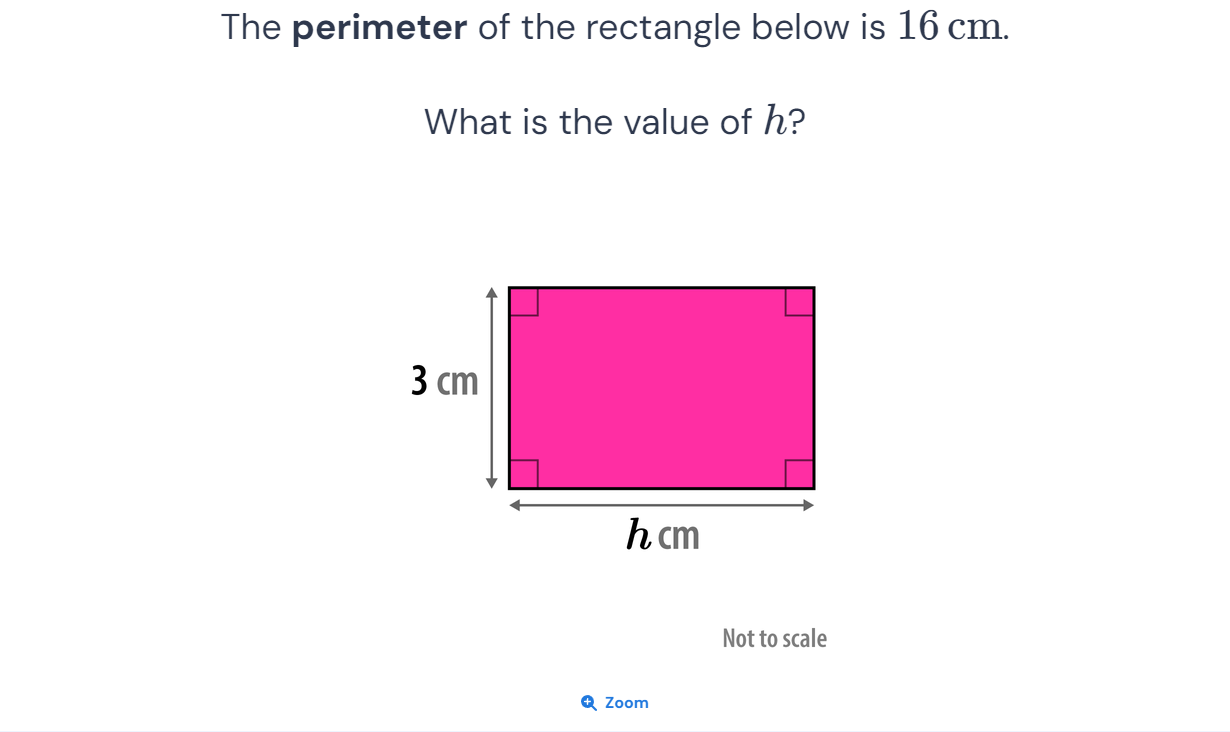 The perimeter of the rectangle below is 16 cm.
What is the value of h?
3 cm
h cm
Not to scale
Zoom